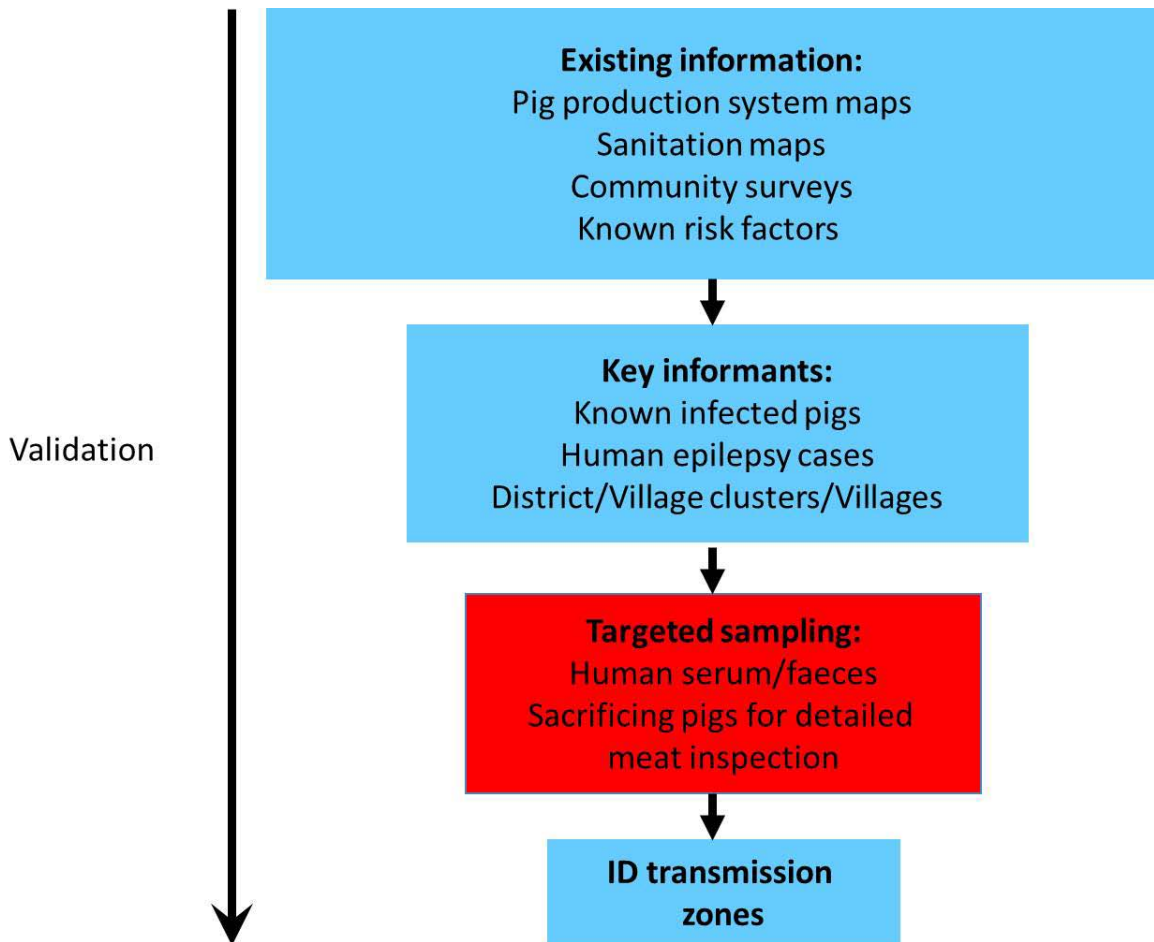 Existing information:
Pig production system maps
Sanitation maps
Community surveys
Known risk factors
Key informants:
Known infected pigs
Human epilepsy cases
District/Village clusters/Villages
Validation
Targeted sampling:
Human serum/faeces
Sacrificing pigs for detailed
meat inspection
ID transmission
zones